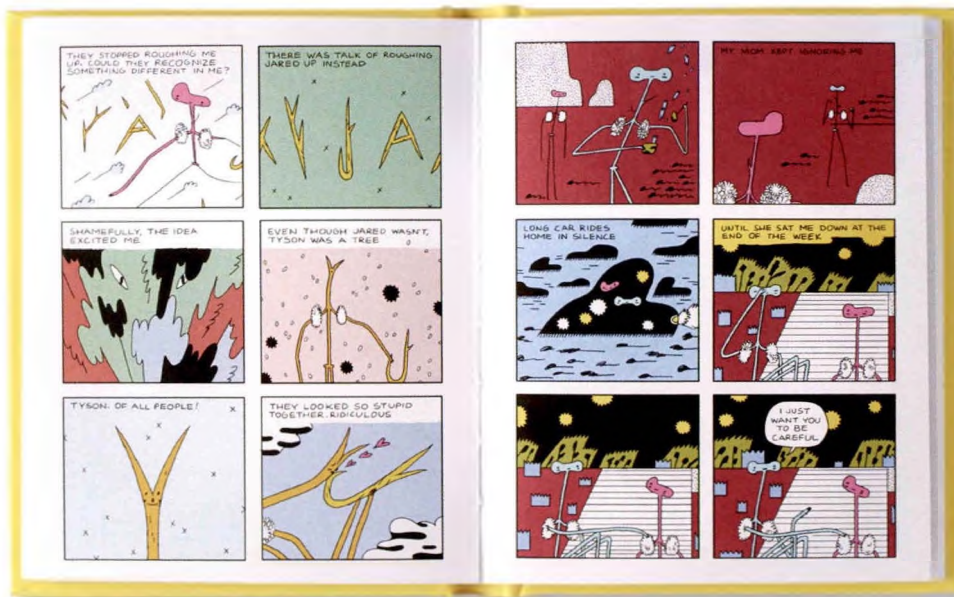 THEY STOPPED ROUGHING ME
UP. COULD THEY RECOGNIZE
SOMETHING DIFFERENT IN ME?
THERE WAS TALK OF ROUGHING
JARED UP INSTEAD
SHAMEFULLY, THE IDEA
EXCITED ME
EVEN THOUGH JARED WASN'T,
TYSON WAS A TREE
TYSON. OF ALL PEOPLE!
THEY LOOKED SO STUPID
TOGETHER. RIDICULOUS
MY MOM KEPT IGNORING ME
LONG CAR RIDES
HOME IN SILENCE
UNTIL SHE SAT ME DOWN AT THE
END OF THE WEEK
I JUST
WANT YOU
TO BE
CAREFUL